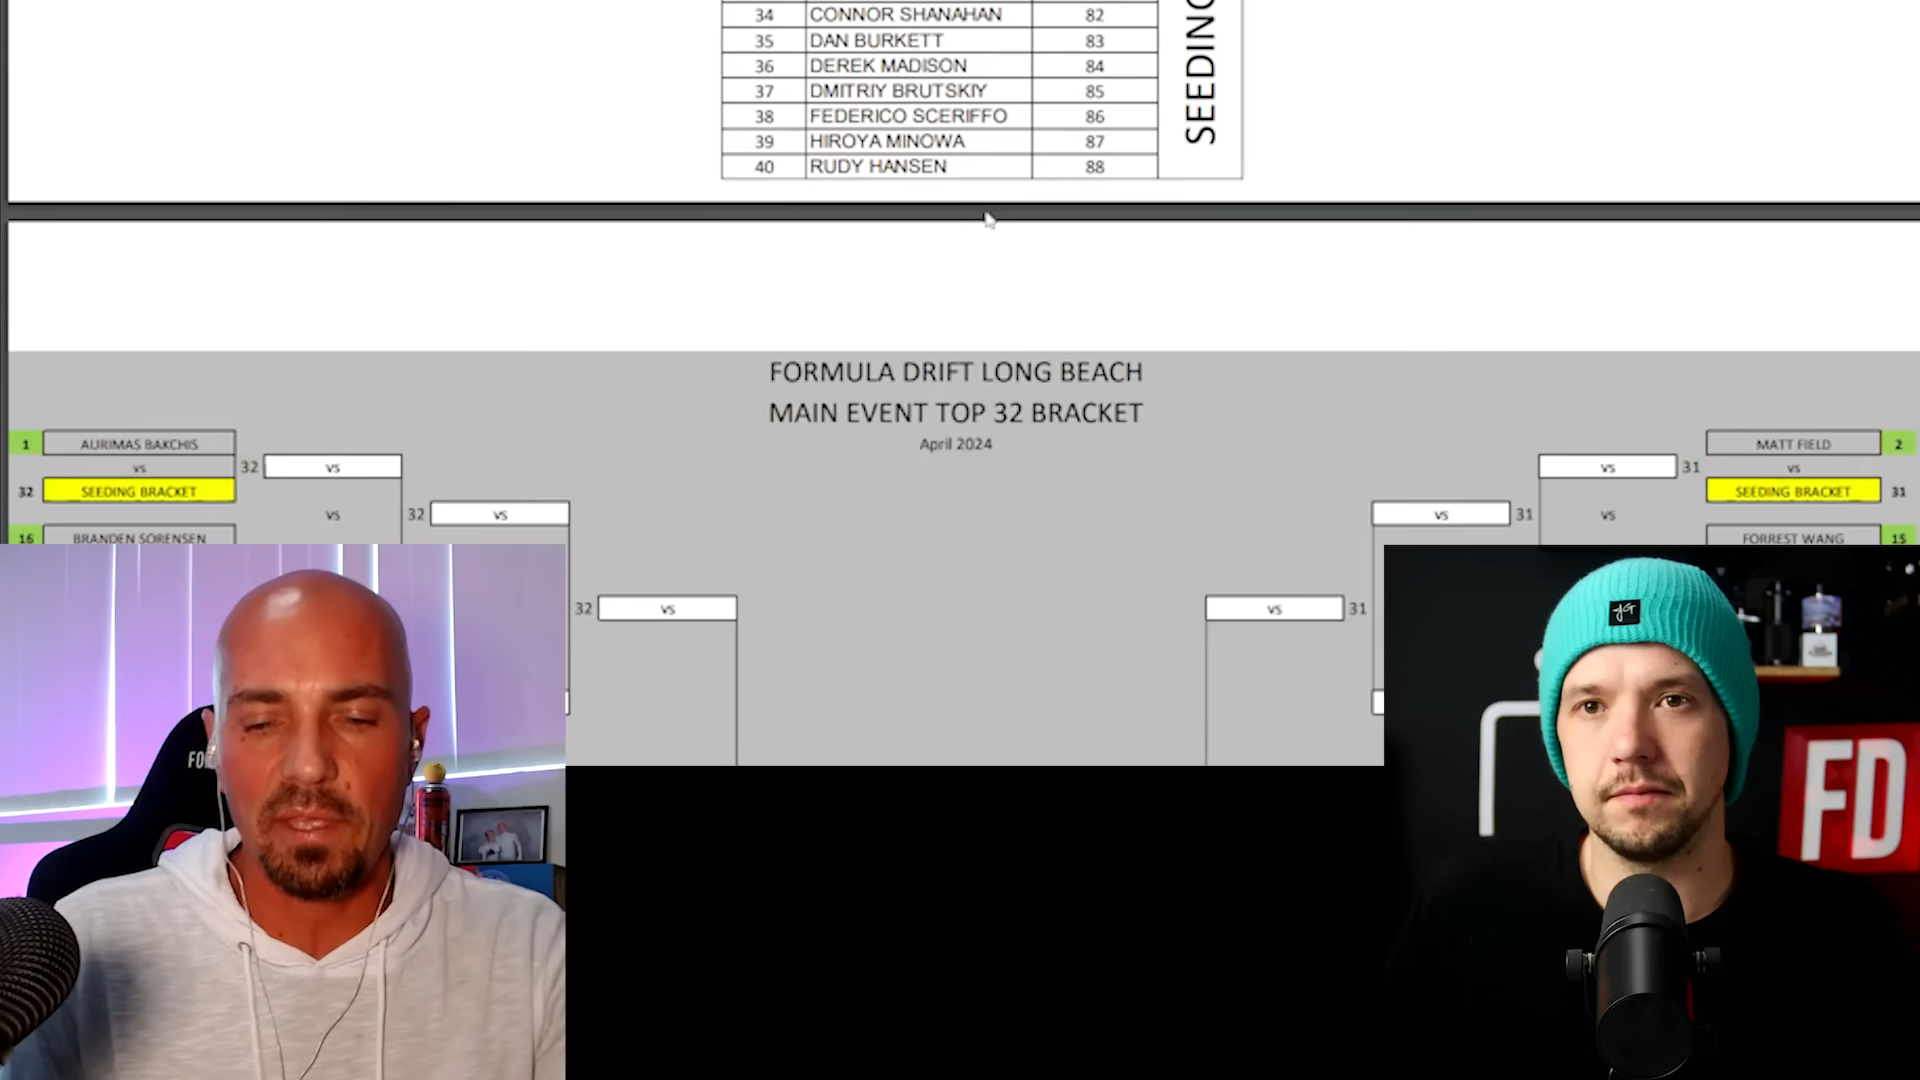 34 CONNOR SHANAHAN 82
35 DAN BURKETT 83
36 DEREK MADISON 84
37 DMITRIY BRUTSKIY 85
38 FEDERICO SCERIFFO 86
39 HIROYA MINOWA 87
40 RUDY HANSEN 88
SEEDING
FORMULA DRIFT LONG BEACH
MAIN EVENT TOP 32 BRACKET
April 2024
1 AURIMAS BAKCHIS
vs
32 SEEDING BRACKET
16 BRANDEN SORENSEN
32 vs
vs
32 vs
32 vs
MATT FIELD 2
vs
SEEDING BRACKET 31
FORREST WANG 15
vs 31
vs
vs 31
vs 31
FO
JG
FD